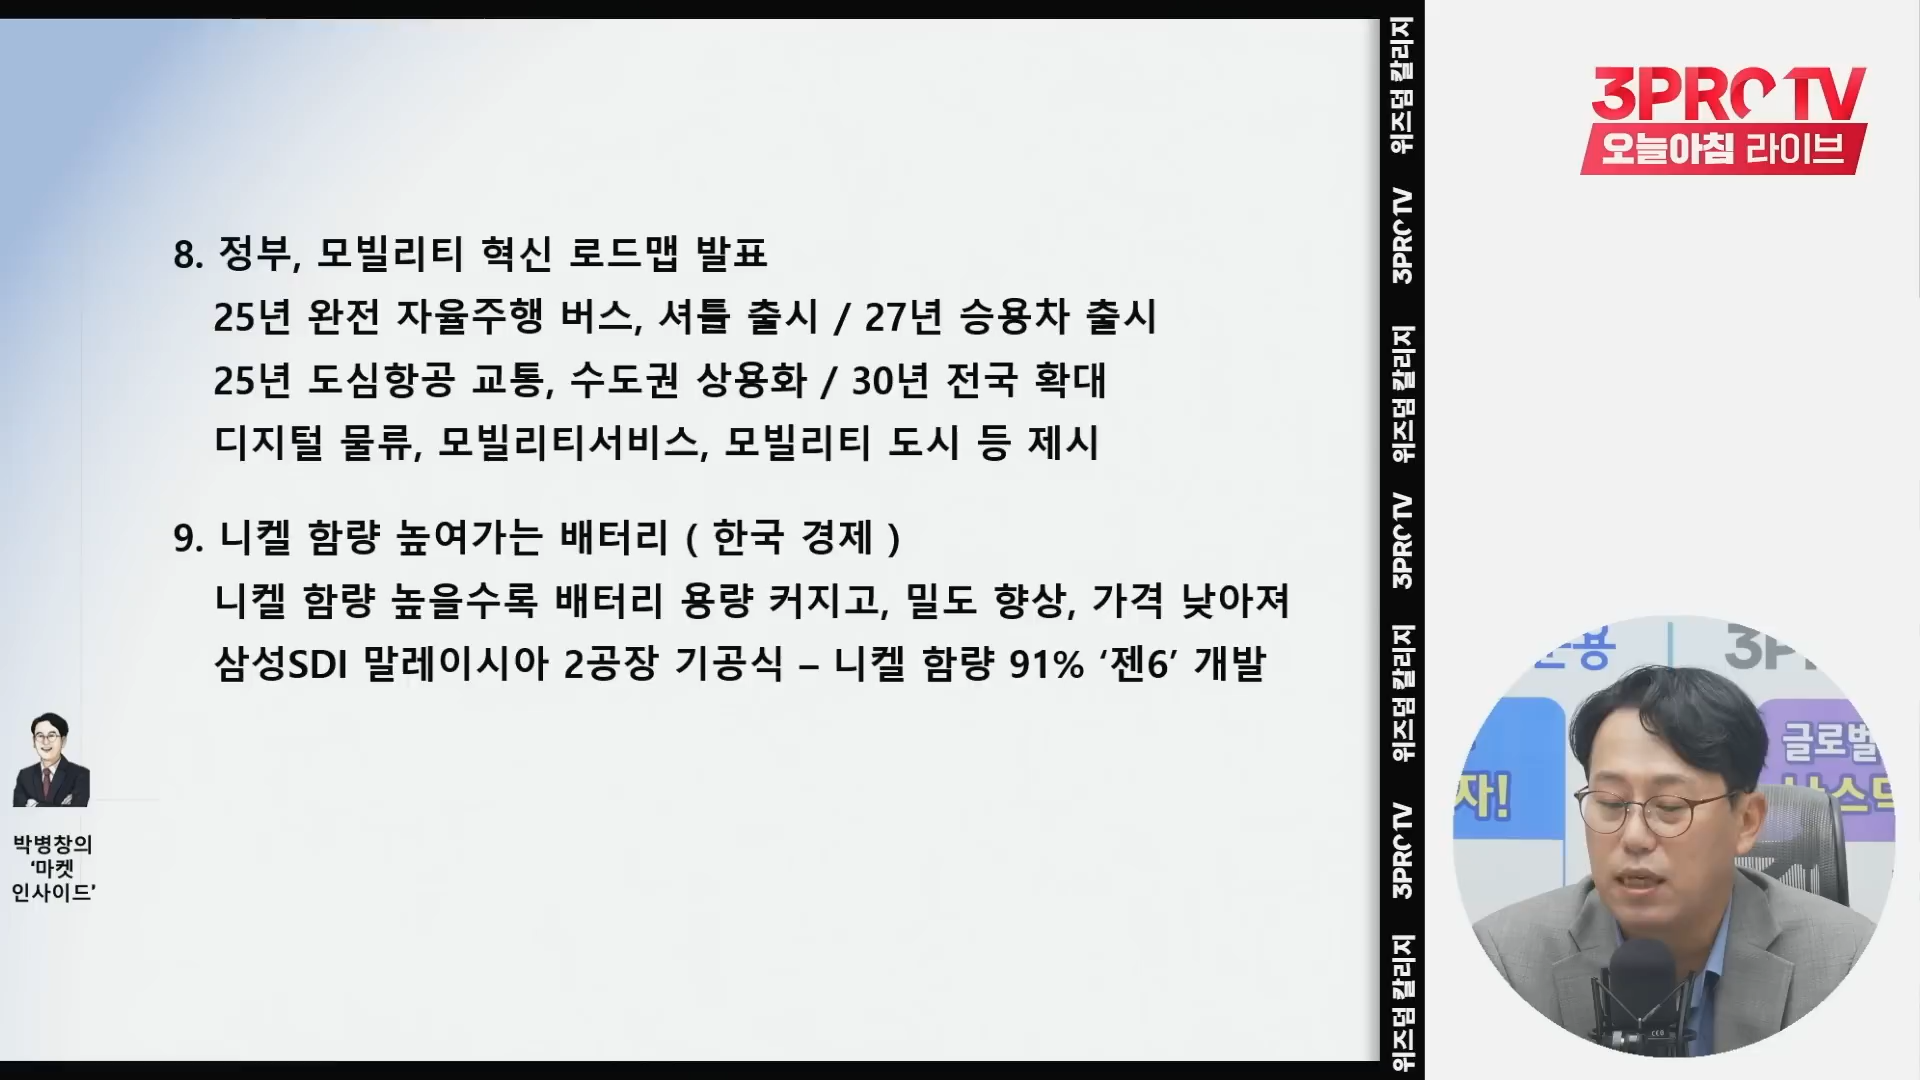 8. 정부, 모빌리티 혁신 로드맵 발표
25년 완전 자율주행 버스, 셔틀 출시 / 27년 승용차 출시
25년 도심항공 교통, 수도권 상용화 / 30년 전국 확대
디지털 물류, 모빌리티서비스, 모빌리티 도시 등 제시
9. 니켈 함량 높여가는 배터리 ( 한국 경제 )
니켈 함량 높을수록 배터리 용량 커지고, 밀도 향상, 가격 낮아져
삼성SDI 말레이시아 2공장 기공식 – 니켈 함량 91% ‘젠6’ 개발
박병창의
‘마켓
인사이드’
위즈덤 칼리지
3PRO TV
위즈덤 칼리지
3PRO TV
위즈덤 칼리지
3PRO TV
위즈덤 칼리지
3PRO TV
오늘아침 라이브
글로벌
자!